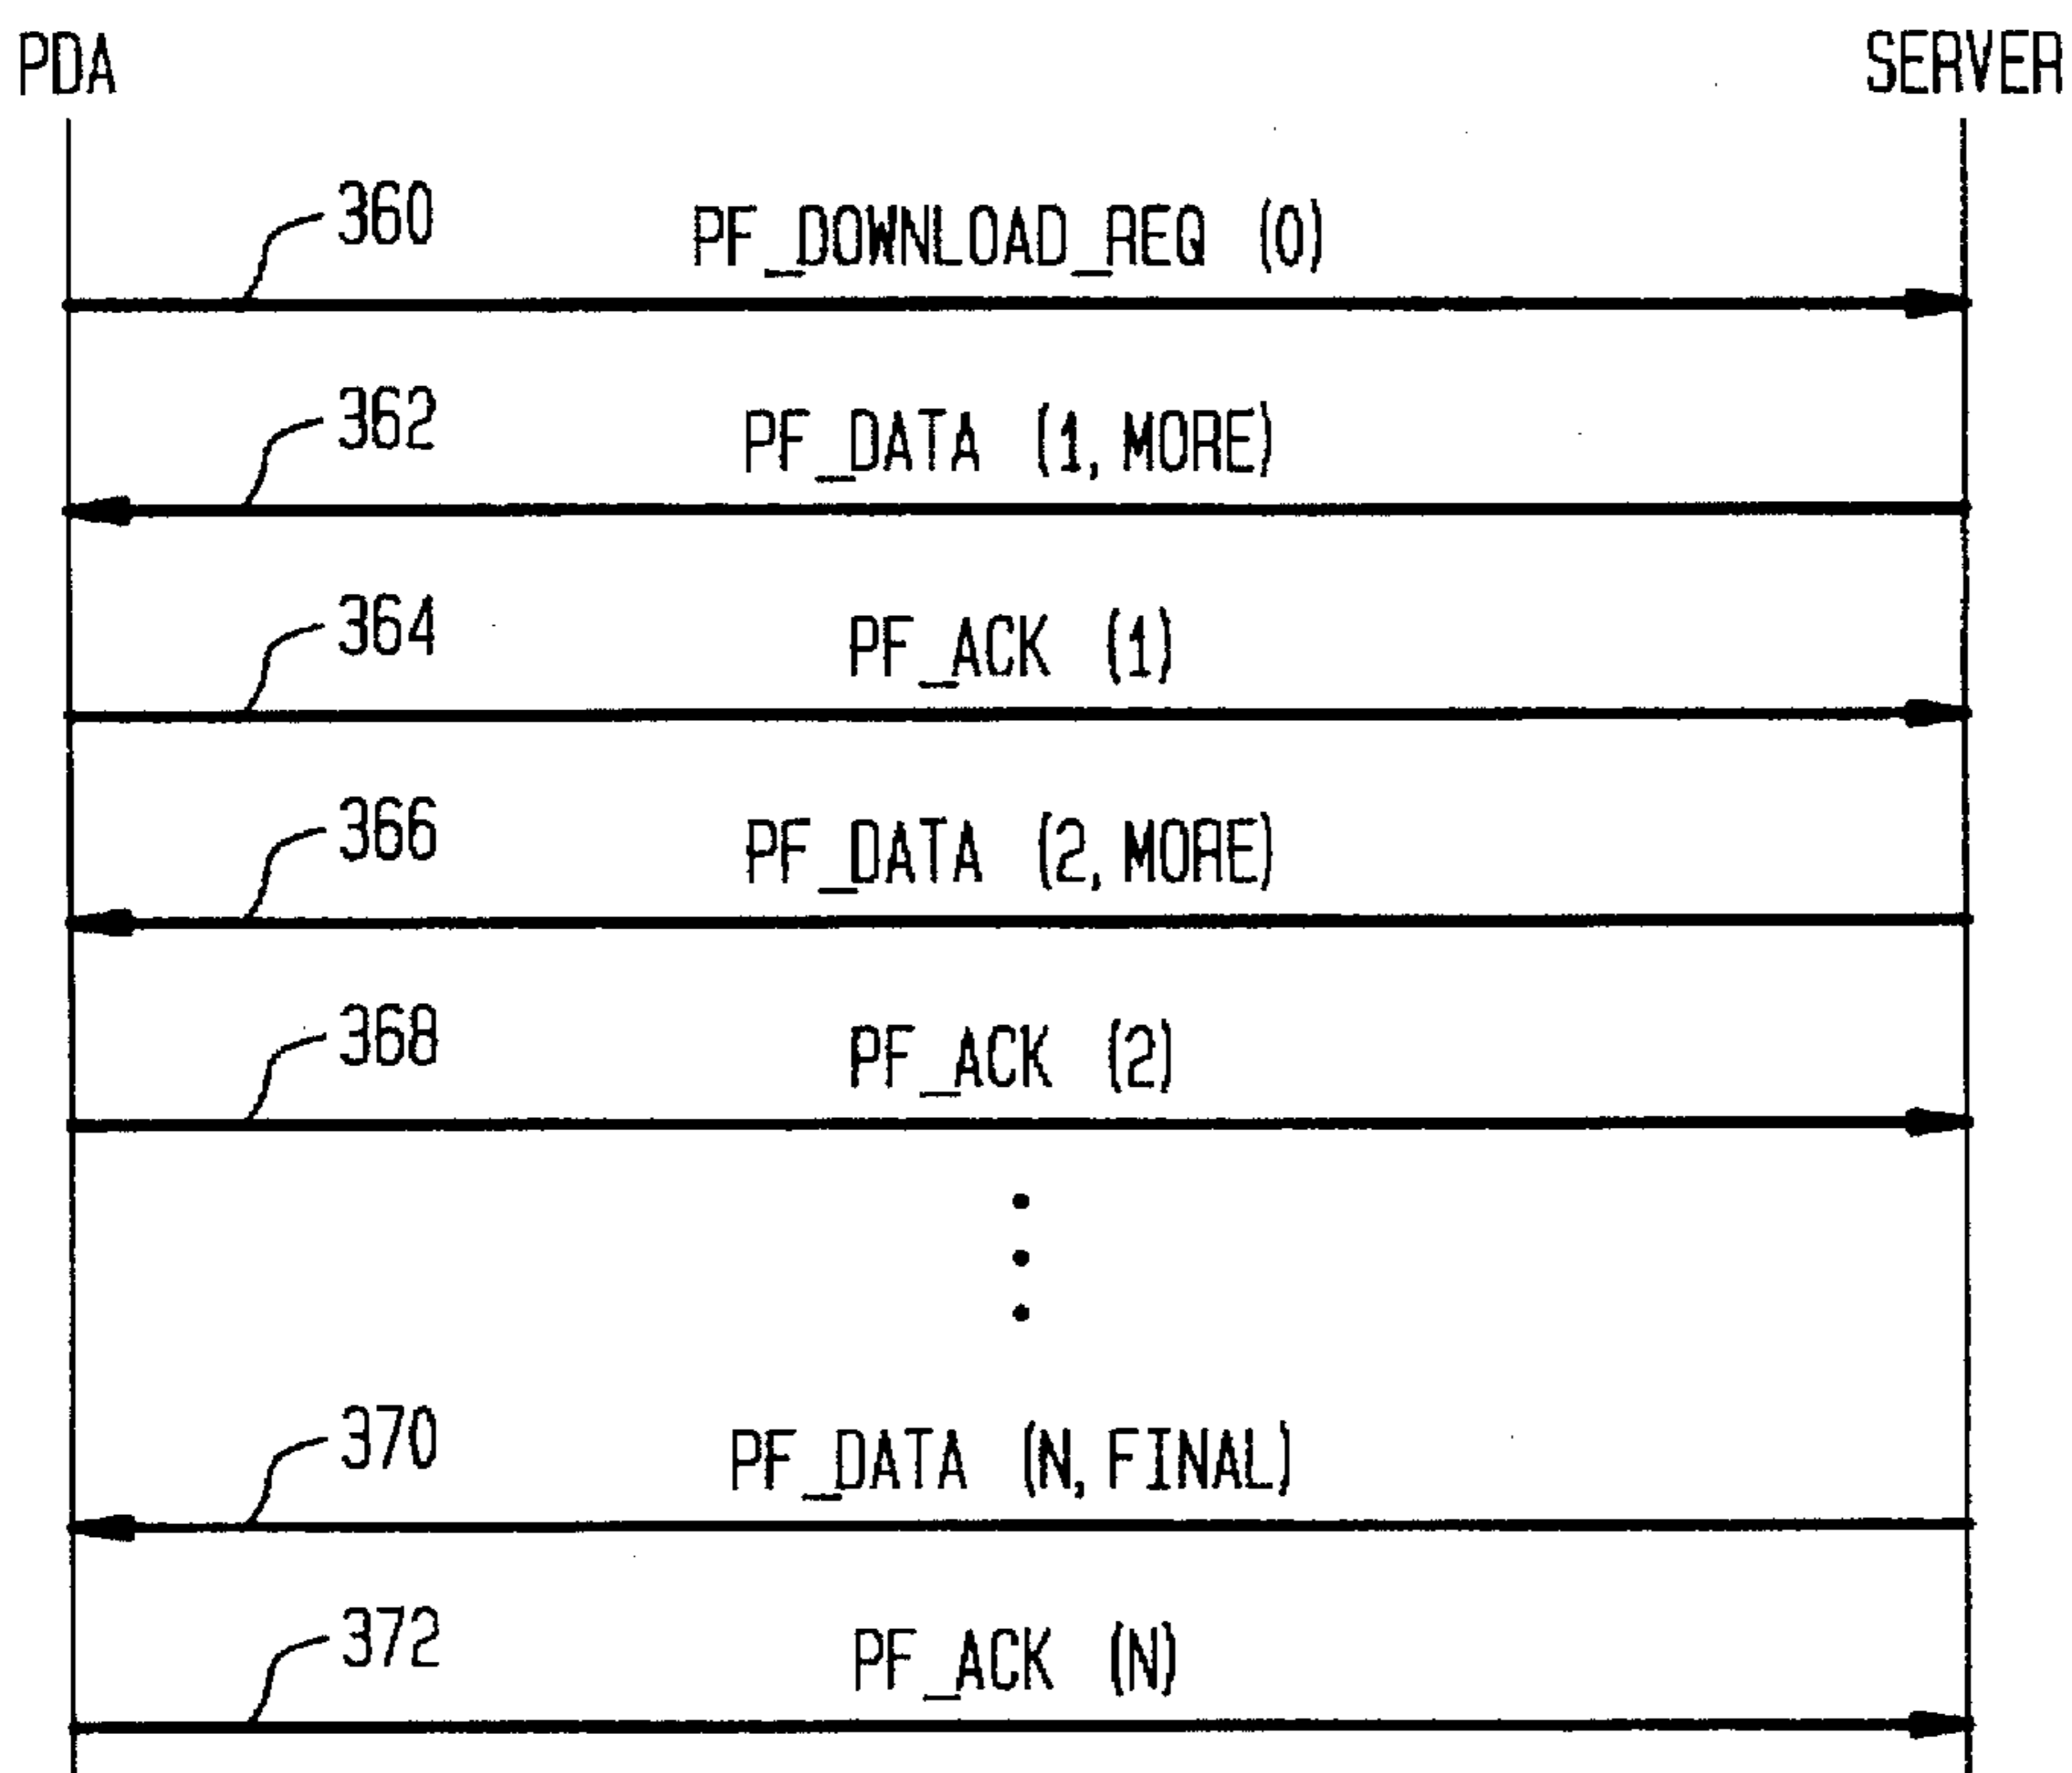 PDA SERVER
360 PF_DOWNLOAD_REQ (0)
362 PF_DATA (1, MORE)
364 PF_ACK (1)
366 PF_DATA (2, MORE)
368 PF_ACK (2)
370 PF_DATA (N, FINAL)
372 PF_ACK (N)